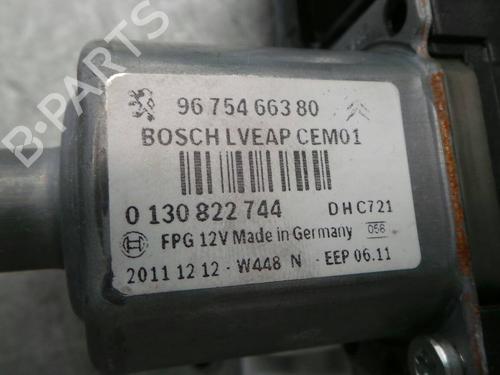 B-PARTS
96 754 663 80
BOSCH LVEAP CEM01
0 130 822 744 DHC721
FPG 12V Made in Germany 056
2011 12 12 - W448 N - EEP 06.11